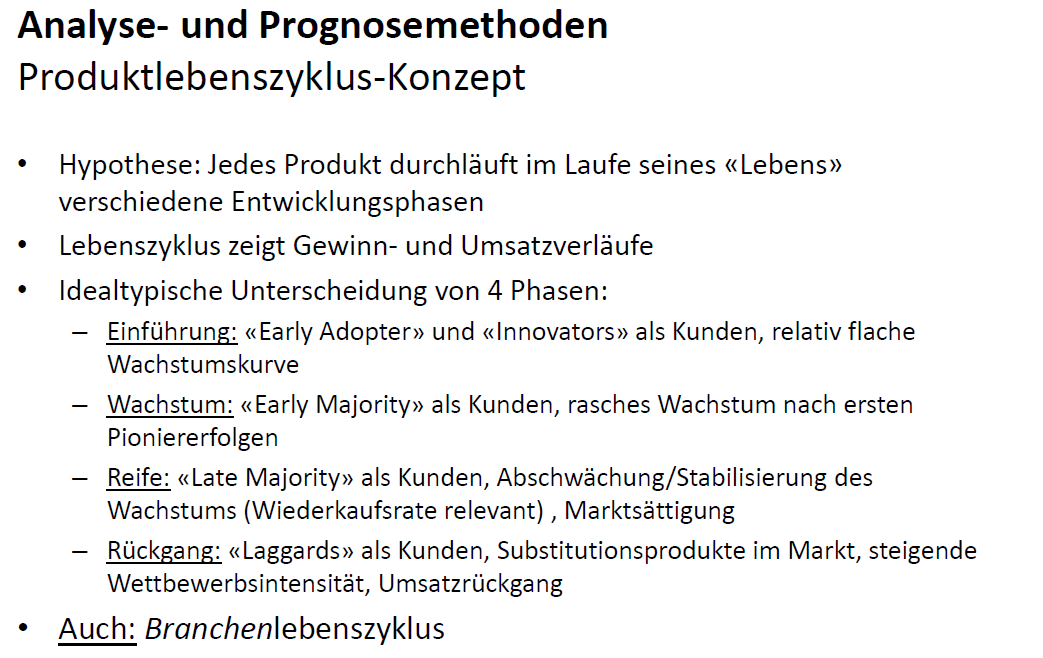 Analyse- und Prognosemethoden
Produktlebenszyklus-Konzept
• Hypothese: Jedes Produkt durchläuft im Laufe seines «Lebens»
verschiedene Entwicklungsphasen
• Lebenszyklus zeigt Gewinn- und Umsatzverläufe
• Idealtypische Unterscheidung von 4 Phasen:
– Einführung: «Early Adopter» und «Innovators» als Kunden, relativ flache
Wachstumskurve
– Wachstum: «Early Majority» als Kunden, rasches Wachstum nach ersten
Pioniererfolgen
– Reife: «Late Majority» als Kunden, Abschwächung/Stabilisierung des
Wachstums (Wiederkaufsrate relevant) , Marktsättigung
– Rückgang: «Laggards» als Kunden, Substitutionsprodukte im Markt, steigende
Wettbewerbsintensität, Umsatzrückgang
• Auch: Branchenlebenszyklus